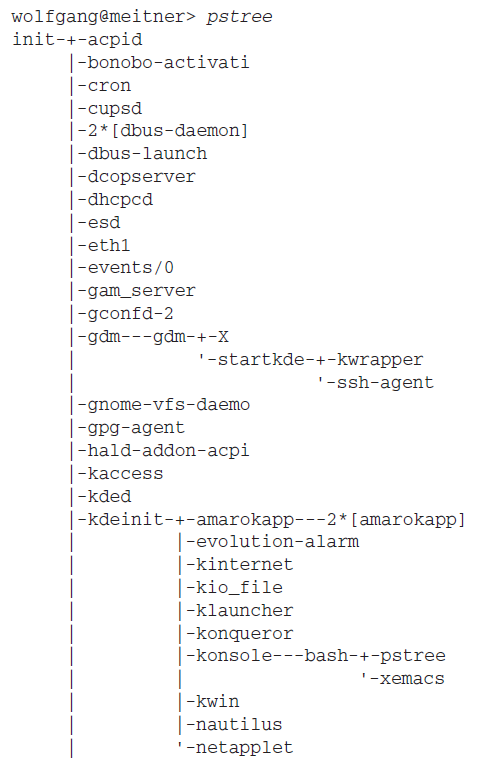 wolfgang@meitner> pstree
init-+-acpid
     |-bonobo-activati
     |-cron
     |-cupsd
     |-2*[dbus-daemon]
     |-dbus-launch
     |-dcopserver
     |-dhcpcd
     |-esd
     |-eth1
     |-events/0
     |-gam_server
     |-gconfd-2
     |-gdm---gdm-+-X
     |           '-startkde-+-kwrapper
     |                      '-ssh-agent
     |-gnome-vfs-daemo
     |-gpg-agent
     |-hald-addon-acpi
     |-kaccess
     |-kded
     |-kdeinit-+-amarokapp---2*[amarokapp]
     |         |-evolution-alarm
     |         |-kinternet
     |         |-kio_file
     |         |-klauncher
     |         |-konqueror
     |         |-konsole---bash-+-pstree
     |         |                '-xemacs
     |         |-kwin
     |         |-nautilus
     |         '-netapplet